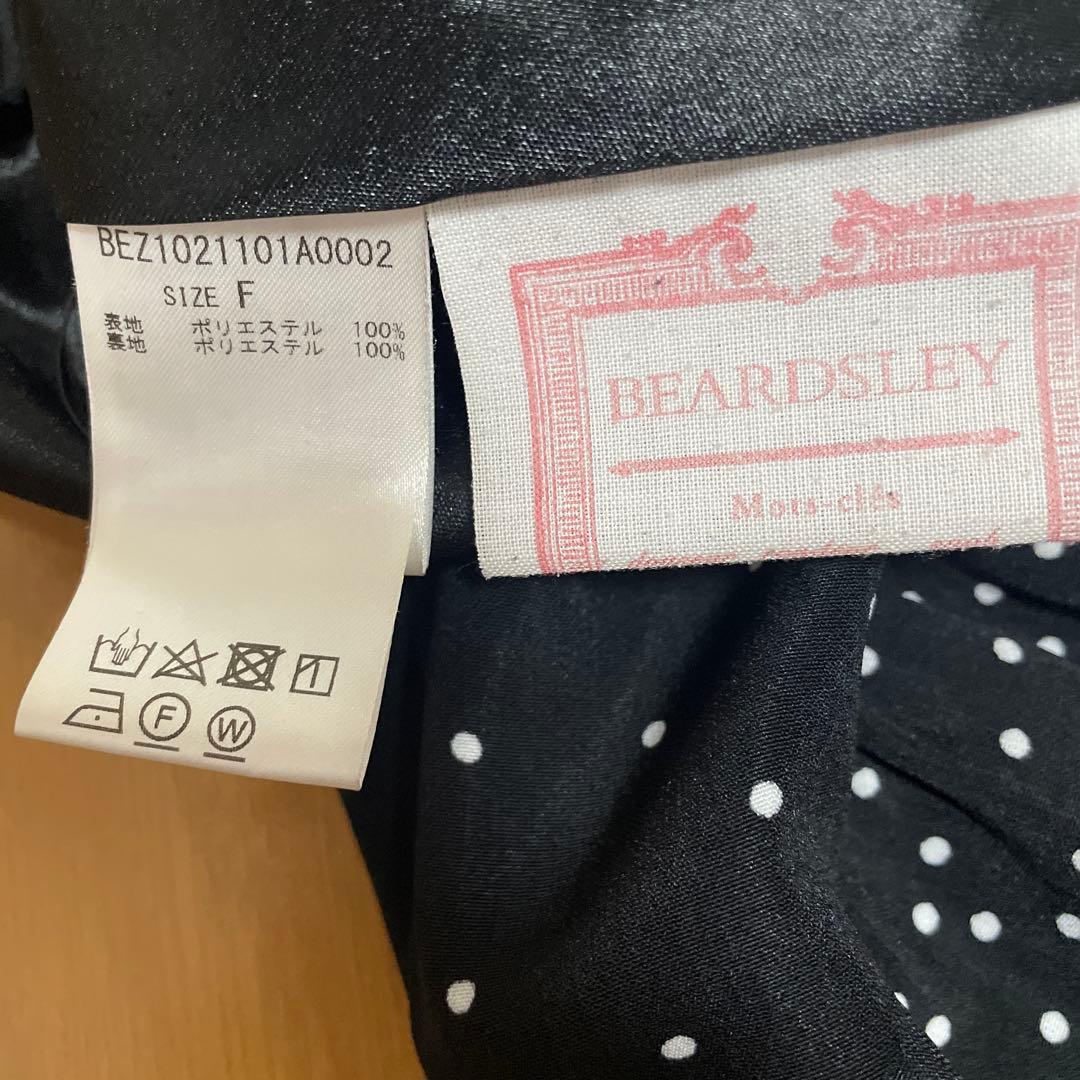 BEZ1021101A0002
SIZE F
表地 ポリエステル 100%
裏地 ポリエステル 100%
F
W
BEARDSLEY
Mots-clés